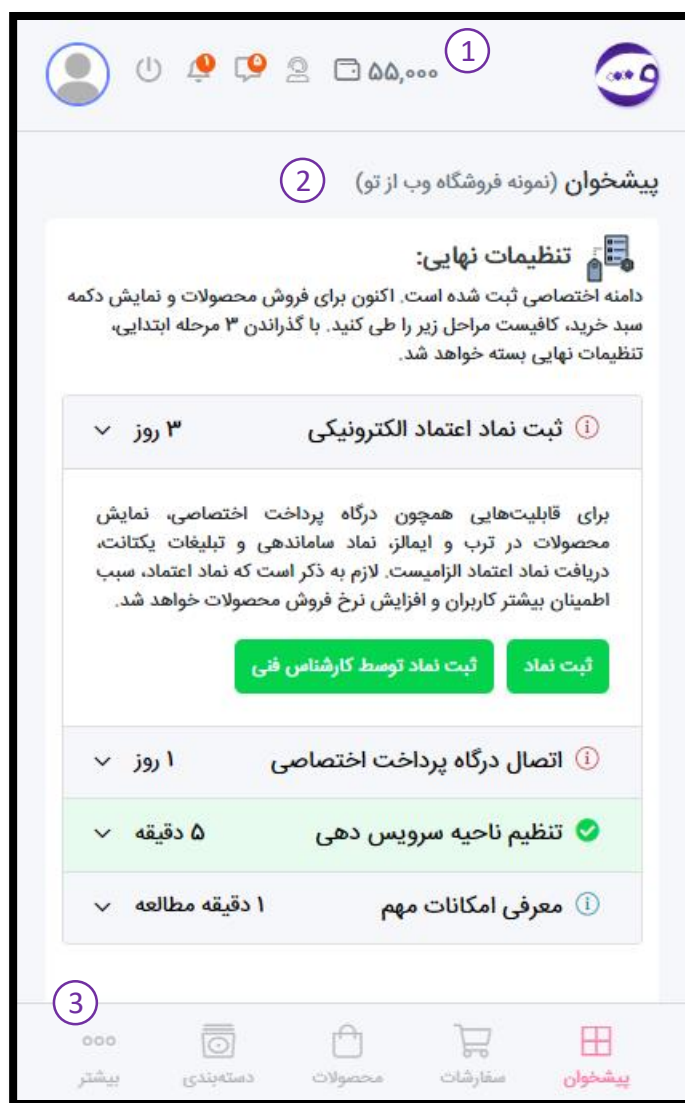 ۵۵,۰۰۰
۵
۱
1
پیشخوان (نمونه فروشگاه وب از تو)
2
تنظیمات نهایی:
دامنه اختصاصی ثبت شده است. اکنون برای فروش محصولات و نمایش دکمه
سبد خرید، کافیست مراحل زیر را طی کنید. با گذراندن ۳ مرحله ابتدایی،
تنظیمات نهایی بسته خواهد شد.
ثبت نماد اعتماد الکترونیکی ۳ روز
برای قابلیت‌هایی همچون درگاه پرداخت اختصاصی، نمایش
محصولات در ترب و ایمالز، نماد ساماندهی و تبلیغات یکتانت،
دریافت نماد اعتماد الزامیست. لازم به ذکر است که نماد اعتماد، سبب
اطمینان بیشتر کاربران و افزایش نرخ فروش محصولات خواهد شد.
ثبت نماد ثبت نماد توسط کارشناس فنی
اتصال درگاه پرداخت اختصاصی ۱ روز
تنظیم ناحیه سرویس دهی ۵ دقیقه
معرفی امکانات مهم ۱ دقیقه مطالعه
3
پیشخوان سفارشات محصولات دسته‌بندی بیشتر